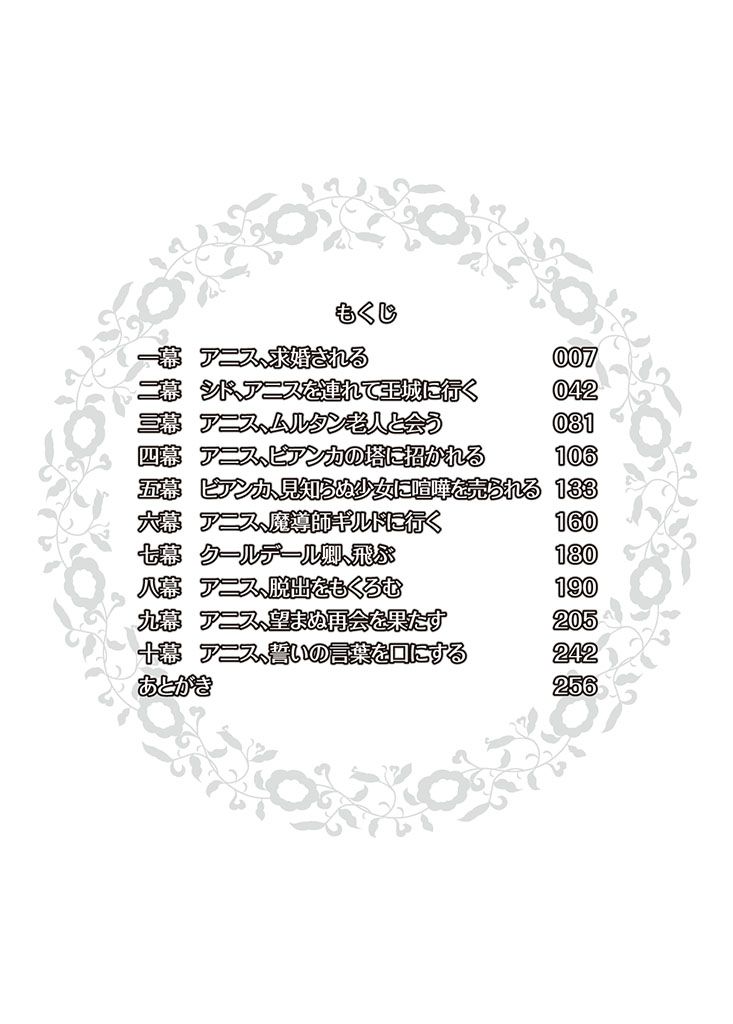 もくじ
一幕　アニス、求婚される　007
二幕　シド、アニスを連れて王城に行く　042
三幕　アニス、ムルタン老人と会う　081
四幕　アニス、ビアンカの塔に招かれる　106
五幕　ビアンカ、見知らぬ少女に喧嘩を売られる　133
六幕　アニス、魔導師ギルドに行く　160
七幕　クールデール卿、飛ぶ　180
八幕　アニス、脱出をもくろむ　190
九幕　アニス、望まぬ再会を果たす　205
十幕　アニス、誓いの言葉を口にする　242
あとがき　256